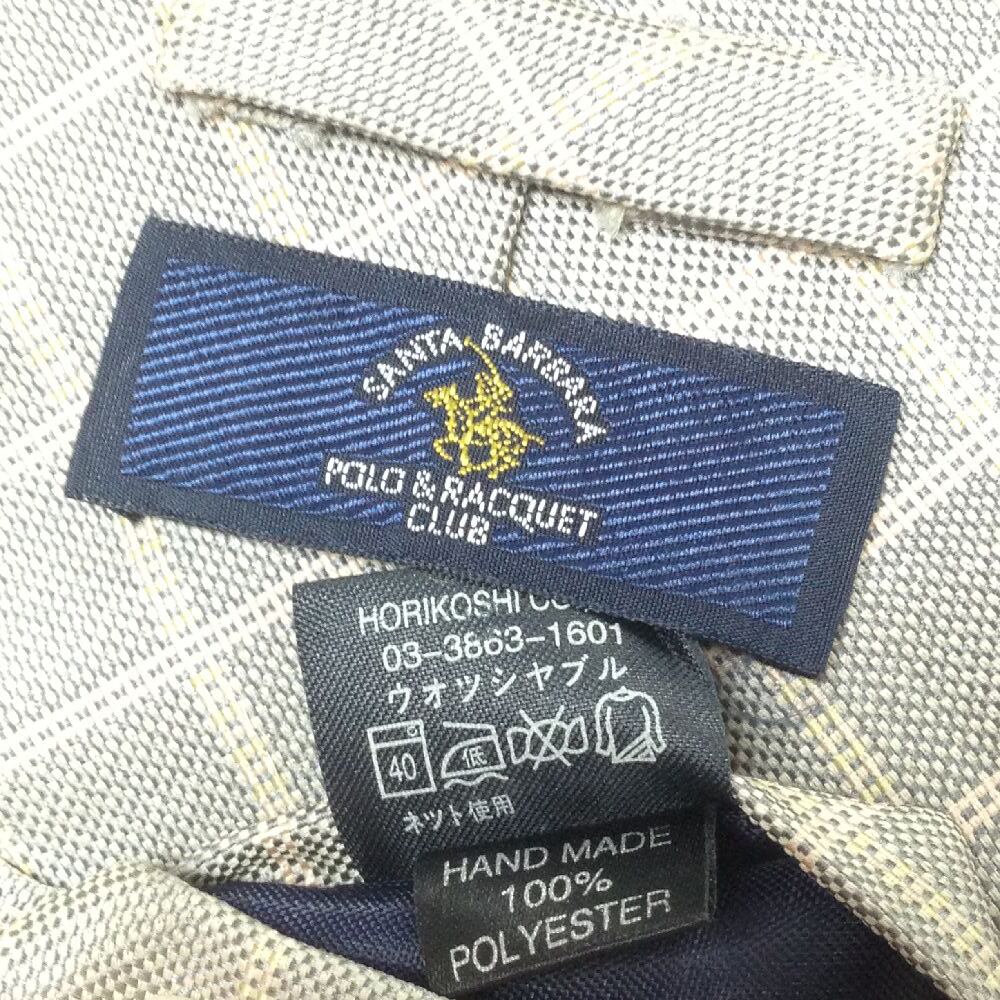 SANTA BARBARA
POLO & RACQUET
CLUB
HORIKOSHI
03-3863-1601
ウオツシヤブル
40
低
ネット使用
HAND MADE
100%
POLYESTER